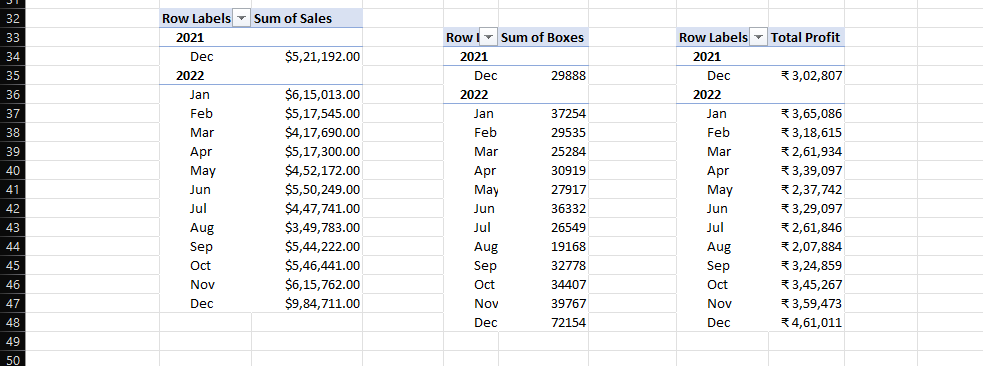 31
32 Row Labels Sum of Sales
33 2021 Row Sum of Boxes Row Labels Total Profit
34 Dec $5,21,192.00 2021 2021
35 2022 Dec 29888 Dec ₹ 3,02,807
36 Jan $6,15,013.00 2022 2022
37 Feb $5,17,545.00 Jan 37254 Jan ₹ 3,65,086
38 Mar $4,17,690.00 Feb 29535 Feb ₹ 3,18,615
39 Apr $5,17,300.00 Mar 25284 Mar ₹ 2,61,934
40 May $4,52,172.00 Apr 30919 Apr ₹ 3,39,097
41 Jun $5,50,249.00 May 27917 May ₹ 2,37,742
42 Jul $4,47,741.00 Jun 36332 Jun ₹ 3,29,097
43 Aug $3,49,783.00 Jul 26549 Jul ₹ 2,61,846
44 Sep $5,44,222.00 Aug 19168 Aug ₹ 2,07,884
45 Oct $5,46,441.00 Sep 32778 Sep ₹ 3,24,859
46 Nov $6,15,762.00 Oct 34407 Oct ₹ 3,45,267
47 Dec $9,84,711.00 Nov 39767 Nov ₹ 3,59,473
48 Dec 72154 Dec ₹ 4,61,011
49
50